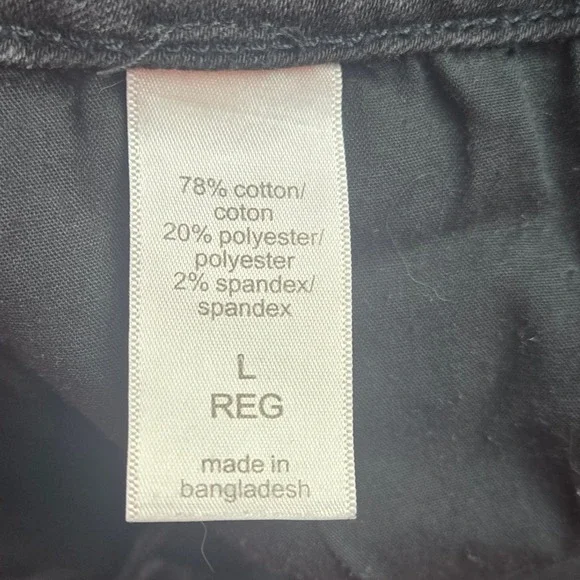 78% cotton/
coton
20% polyester/
polyester
2% spandex/
spandex
L
REG
made in
bangladesh